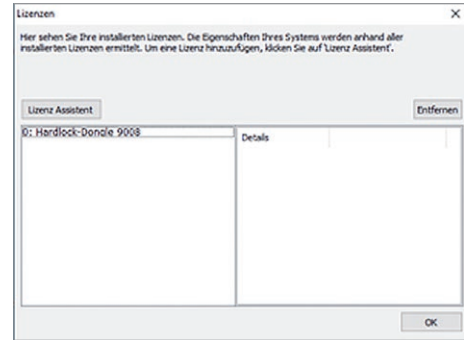 Lizenzen
Hier sehen Sie Ihre installierten Lizenzen. Die Eigenschaften Ihres Systems werden anhand aller
installierten Lizenzen ermittelt. Um eine Lizenz hinzuzufügen, klicken Sie auf 'Lizenz Assistent'.
Lizenz Assistent
Entfernen
0: Hardlock-Dongle 9008
Details
OK